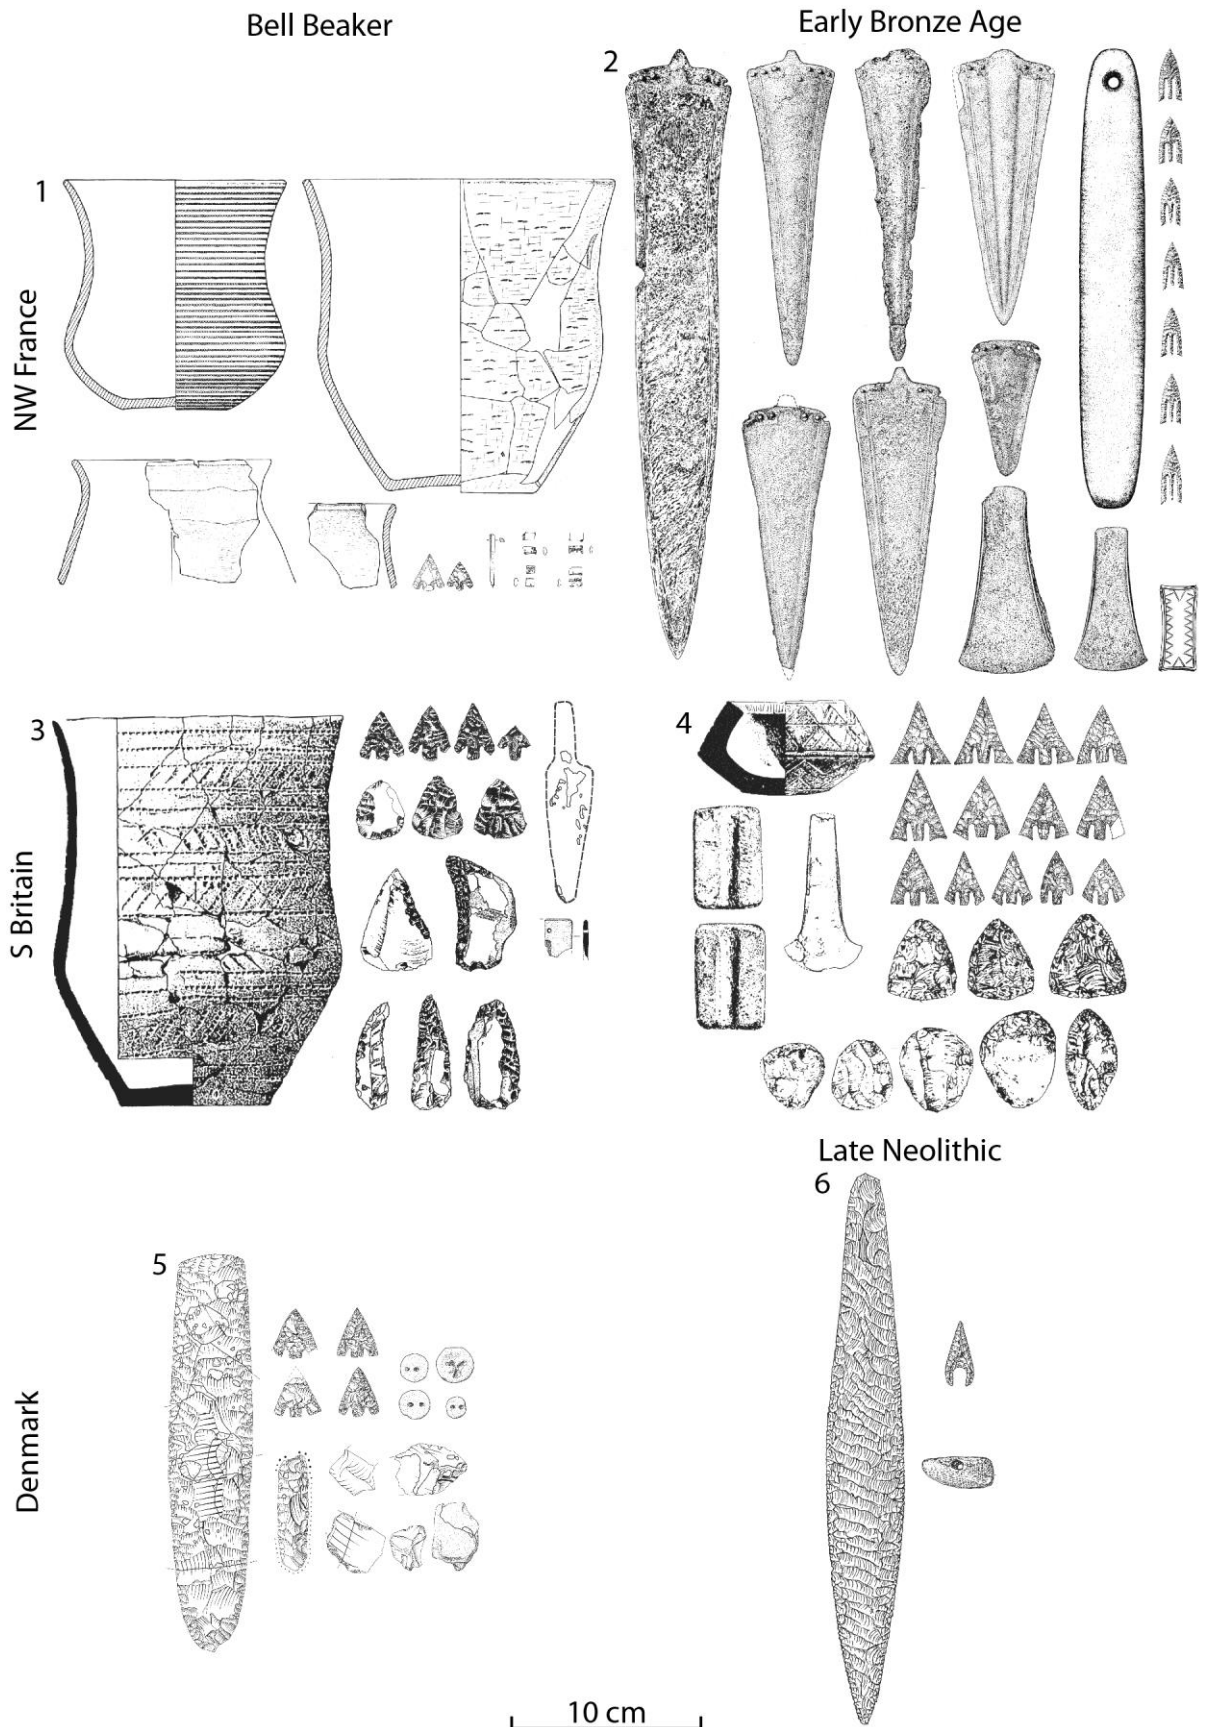 Bell Beaker
Early Bronze Age
1
2
NW France
3
4
S Britain
Late Neolithic
5
6
Denmark
10 cm